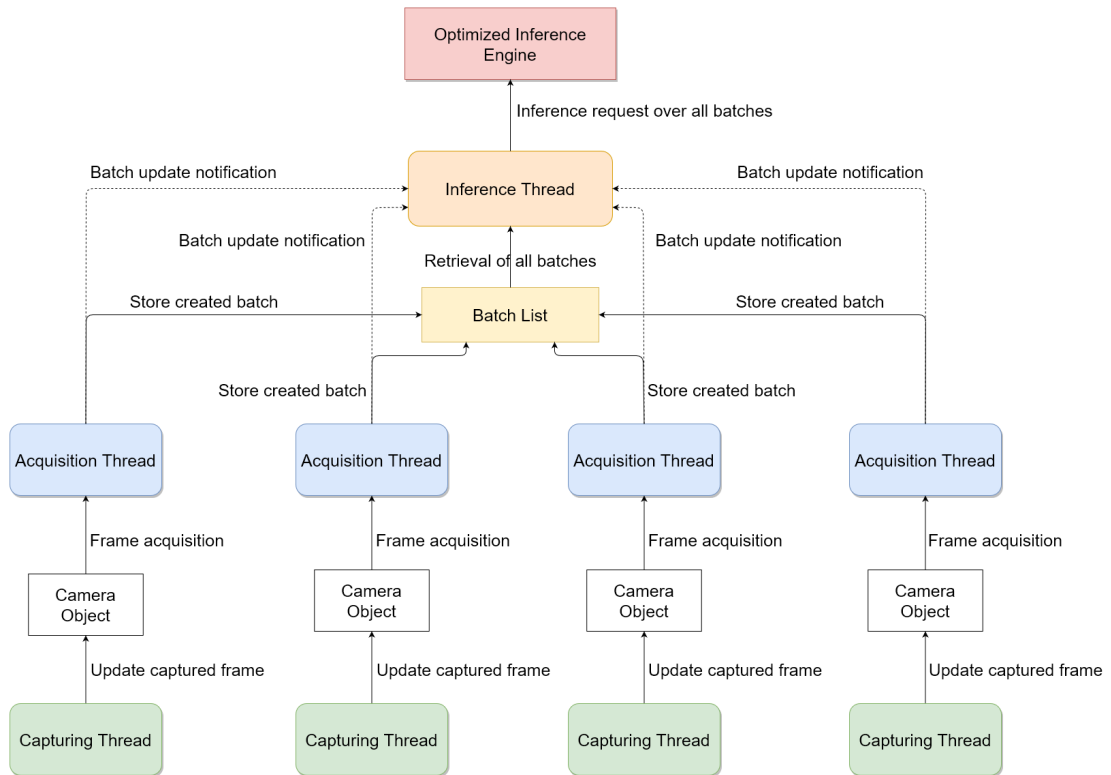 Optimized Inference
Engine
Inference request over all batches
Batch update notification
Batch update notification
Inference Thread
Batch update notification
Batch update notification
Retrieval of all batches
Store created batch
Store created batch
Batch List
Store created batch
Store created batch
Acquisition Thread
Acquisition Thread
Acquisition Thread
Acquisition Thread
Frame acquisition
Frame acquisition
Frame acquisition
Frame acquisition
Camera
Object
Camera
Object
Camera
Object
Camera
Object
Update captured frame
Update captured frame
Update captured frame
Update captured frame
Capturing Thread
Capturing Thread
Capturing Thread
Capturing Thread